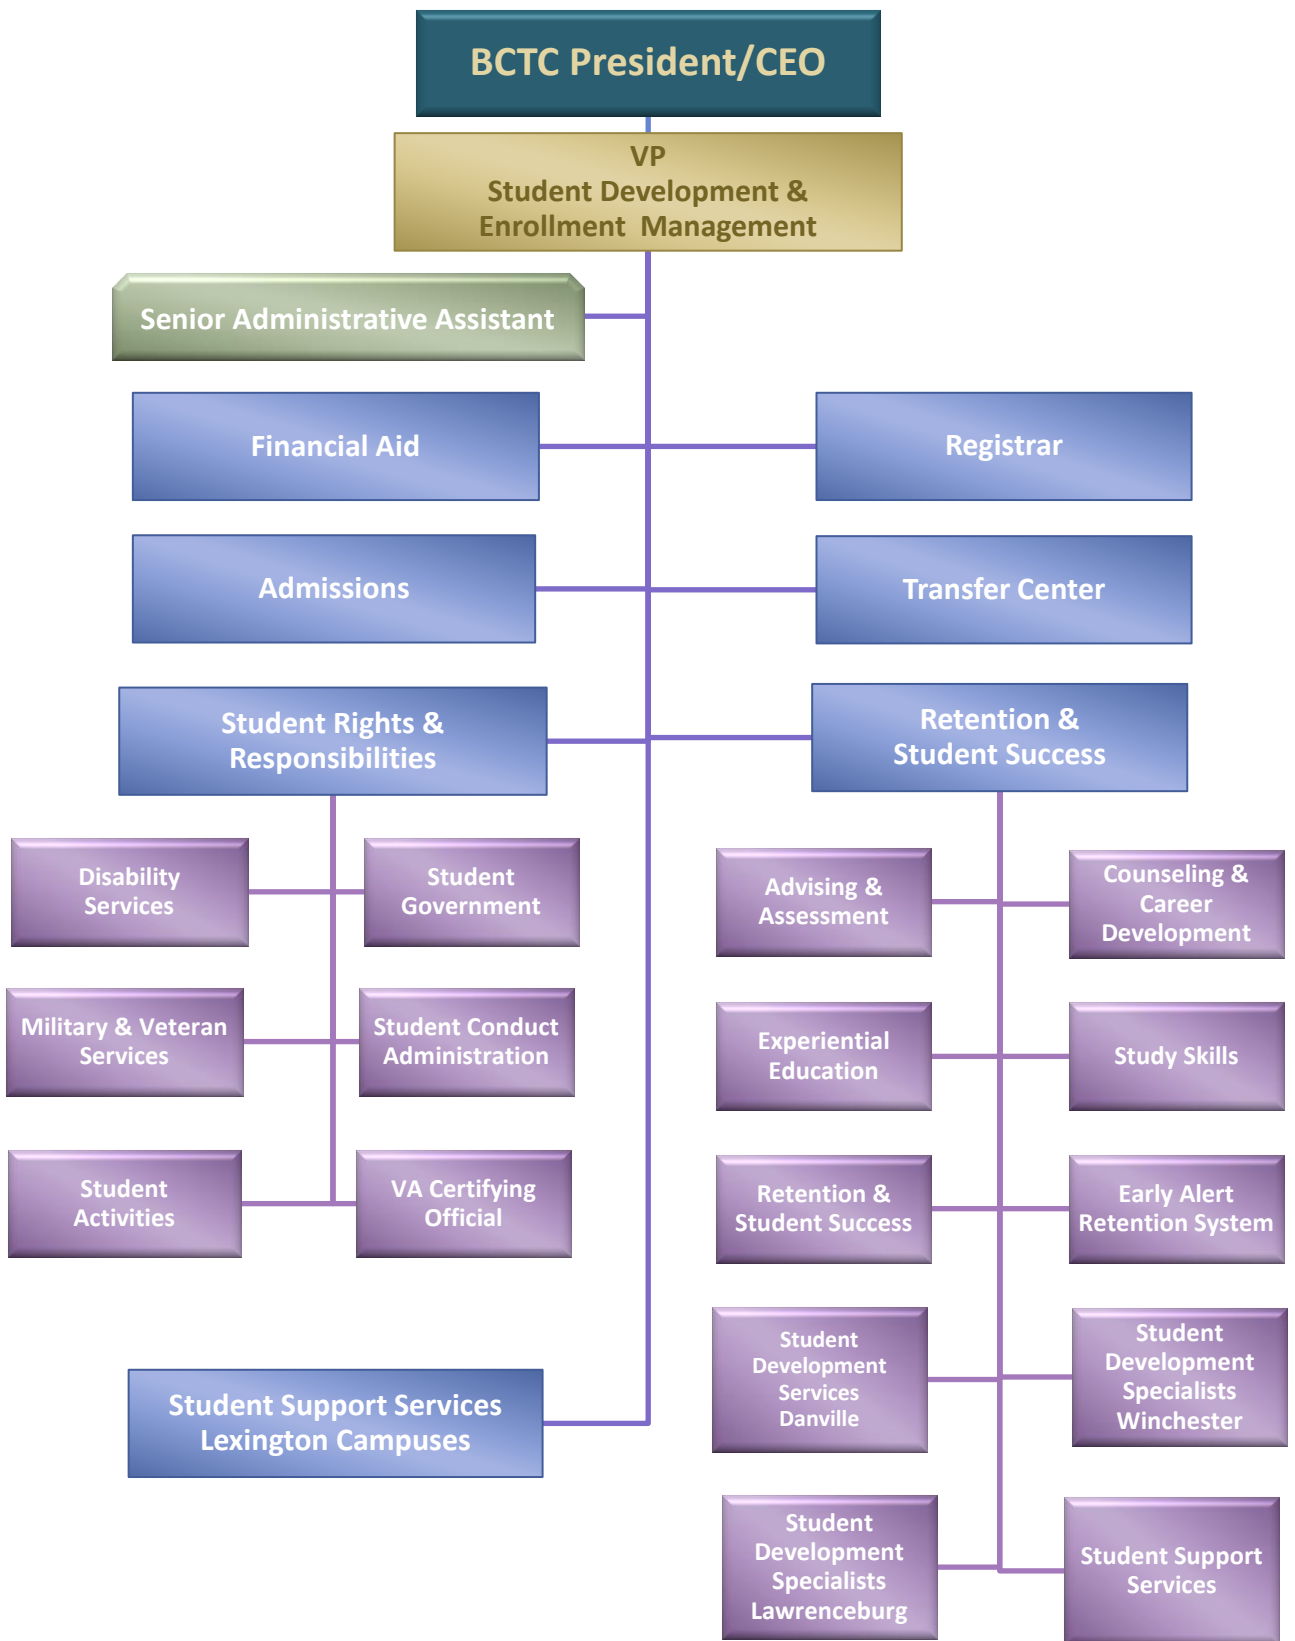 BCTC President/CEO
VP
Student Development &
Enrollment Management
Senior Administrative Assistant
Financial Aid
Registrar
Admissions
Transfer Center
Student Rights &
Responsibilities
Retention &
Student Success
Disability
Services
Student
Government
Military & Veteran
Services
Student Conduct
Administration
Student
Activities
VA Certifying
Official
Advising &
Assessment
Counseling &
Career
Development
Experiential
Education
Study Skills
Retention &
Student Success
Early Alert
Retention System
Student
Development
Services
Danville
Student
Development
Specialists
Winchester
Student
Development
Specialists
Lawrenceburg
Student Support
Services
Student Support Services
Lexington Campuses